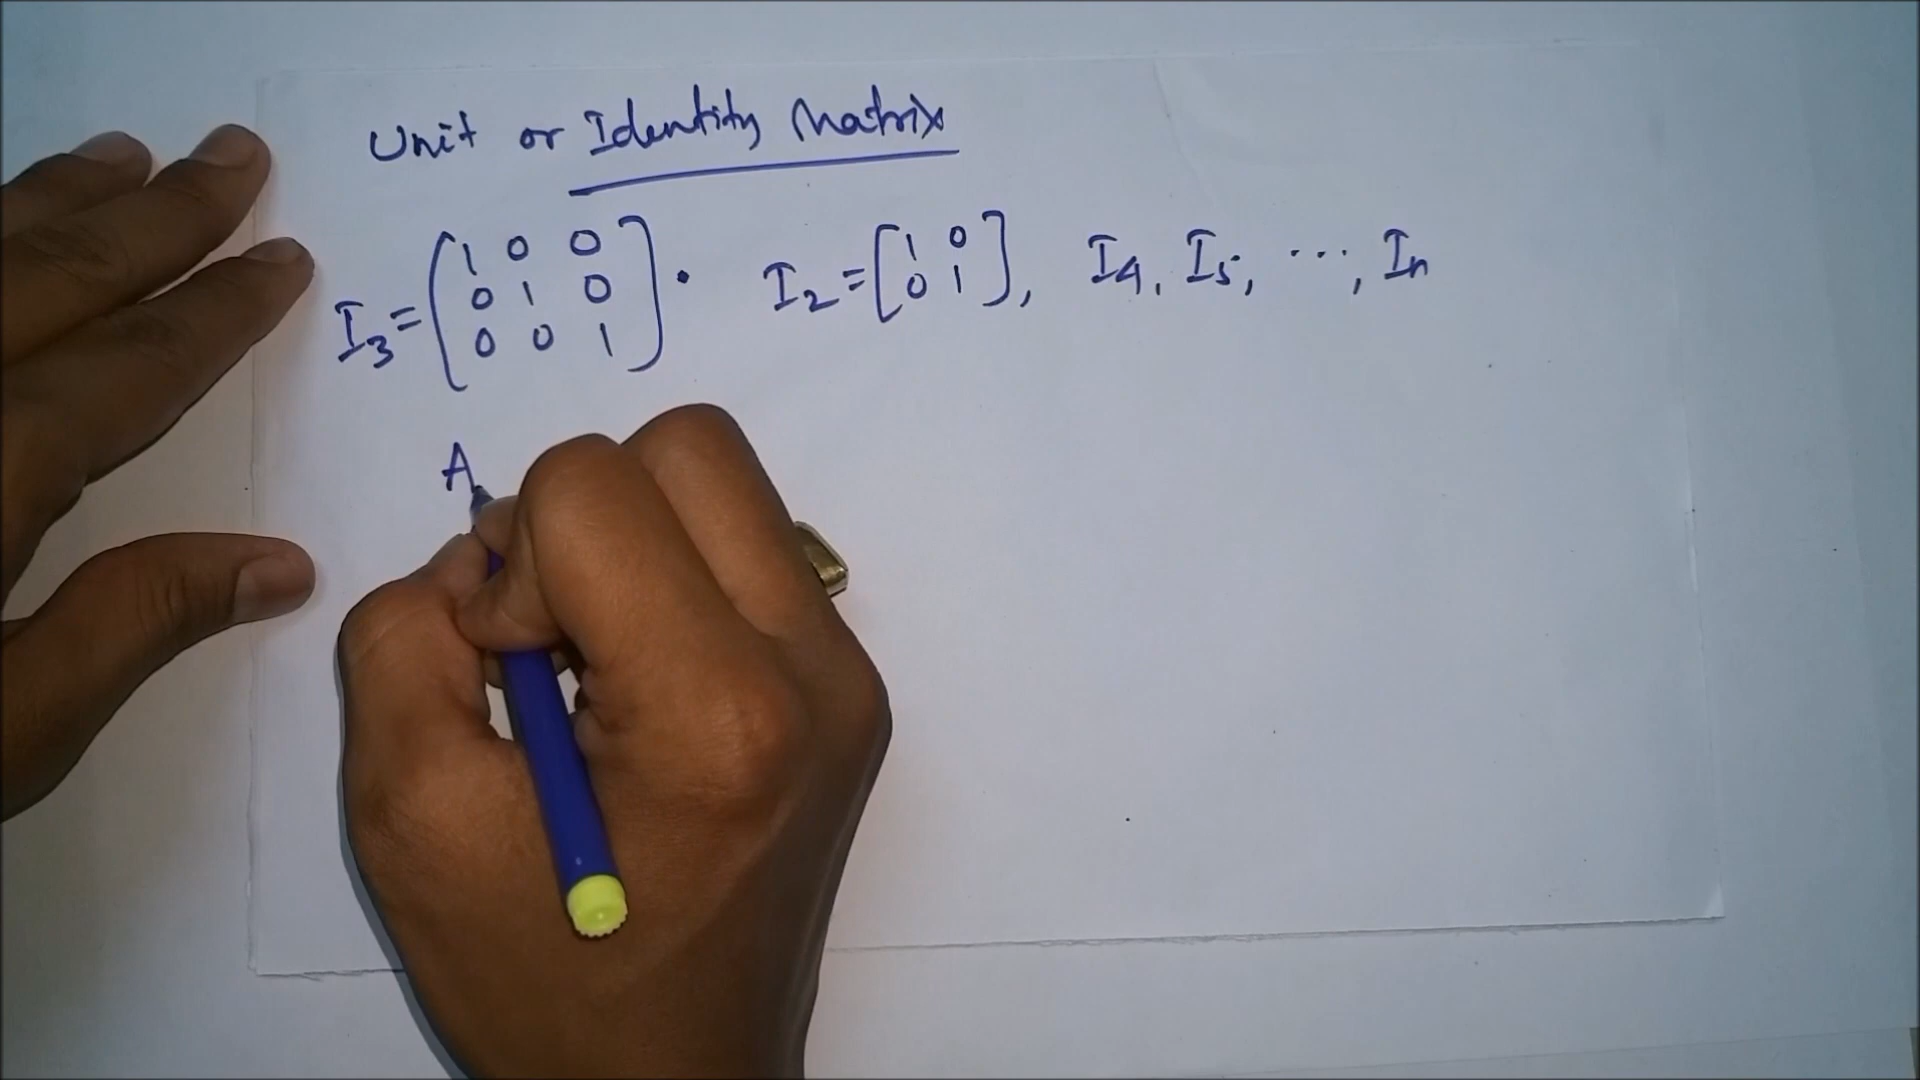 Unit or Identity Matrix
I₃ = [1 0 0
0 1 0
0 0 1] . I₂ = [1 0
0 1], I₄, I₅, ..., Iₙ
A